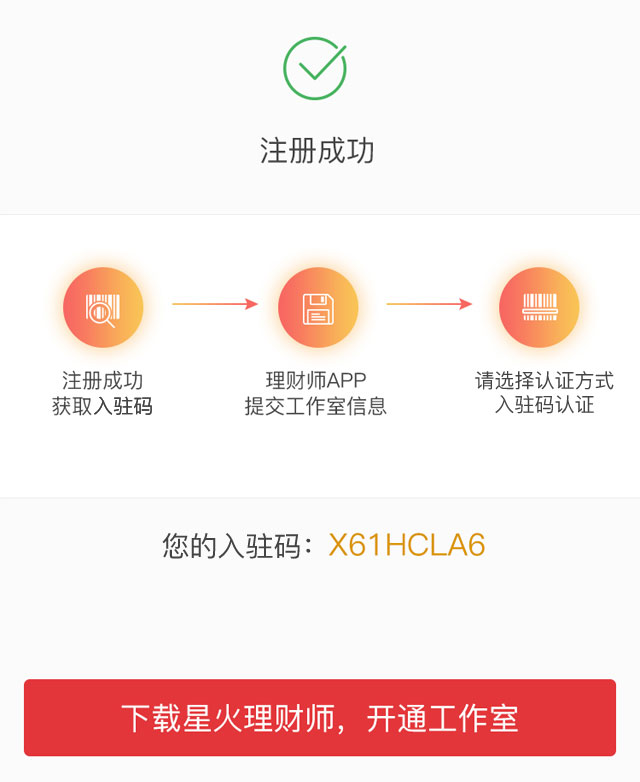 注册成功
注册成功
获取入驻码
理财师APP
提交工作室信息
请选择认证方式
入驻码认证
您的入驻码：X61HCLA6
下载星火理财师，开通工作室